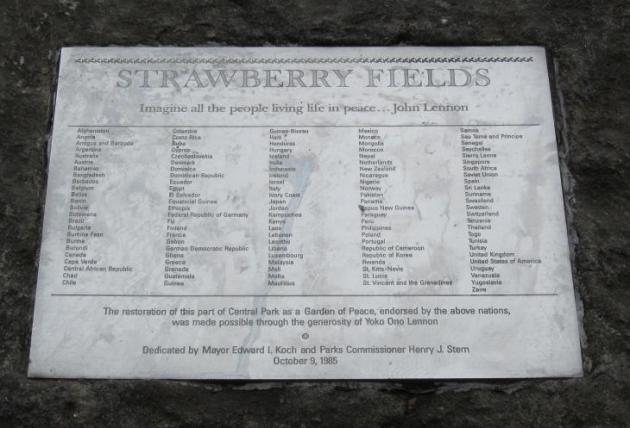 STRAWBERRY FIELDS
Imagine all the people living life in peace... John Lennon
Afghanistan
Angola
Antigua and Barbuda
Argentina
Australia
Austria
Bahamas
Bangladesh
Barbados
Belgium
Belize
Benin
Bolivia
Botswana
Brazil
Bulgaria
Burkina Faso
Burma
Burundi
Canada
Cape Verde
Central African Republic
Chad
Chile
Colombia
Costa Rica
Cuba
Cyprus
Czechoslovakia
Denmark
Dominica
Dominican Republic
Ecuador
Egypt
El Salvador
Equatorial Guinea
Ethiopia
Federal Republic of Germany
Fiji
Finland
France
Gabon
German Democratic Republic
Ghana
Greece
Grenada
Guatemala
Guinea
Guinea-Bissau
Haiti
Honduras
Hungary
Iceland
India
Indonesia
Ireland
Israel
Italy
Ivory Coast
Japan
Jordan
Kampuchea
Kenya
Laos
Lebanon
Lesotho
Liberia
Luxembourg
Malaysia
Mali
Malta
Mauritius
Mexico
Monaco
Mongolia
Morocco
Nepal
Netherlands
New Zealand
Nicaragua
Nigeria
Norway
Pakistan
Panama
Papua New Guinea
Paraguay
Peru
Philippines
Poland
Portugal
Republic of Cameroon
Republic of Korea
Rwanda
St. Kitts-Nevis
St. Lucia
St. Vincent and the Grenadines
Samoa
Sao Tome and Principe
Senegal
Seychelles
Sierra Leone
Singapore
South Africa
Soviet Union
Spain
Sri Lanka
Suriname
Swaziland
Sweden
Switzerland
Tanzania
Thailand
Togo
Tunisia
Turkey
United Kingdom
United States of America
Uruguay
Venezuela
Yugoslavia
Zaire
The restoration of this part of Central Park as a Garden of Peace, endorsed by the above nations,
was made possible through the generosity of Yoko Ono Lennon
Dedicated by Mayor Edward I. Koch and Parks Commissioner Henry J. Stern
October 9, 1985